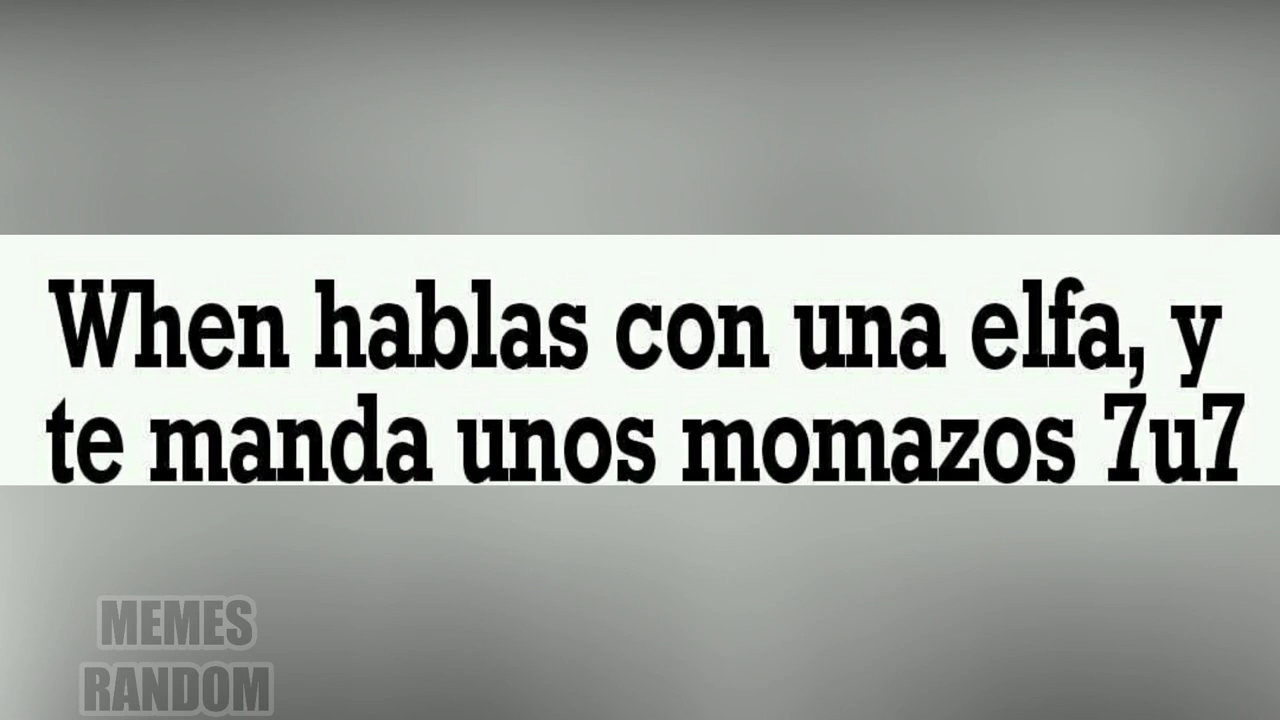 When hablas con una elfa, y
te manda unos momazos 7u7
MEMES
RANDOM